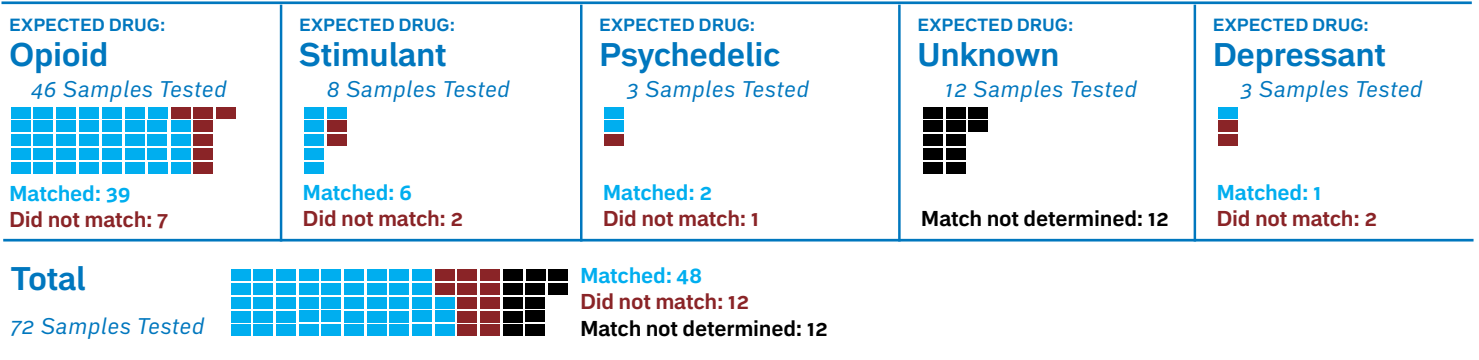 EXPECTED DRUG:
Opioid
46 Samples Tested
Matched: 39
Did not match: 7
EXPECTED DRUG:
Stimulant
8 Samples Tested
Matched: 6
Did not match: 2
EXPECTED DRUG:
Psychedelic
3 Samples Tested
Matched: 2
Did not match: 1
EXPECTED DRUG:
Unknown
12 Samples Tested
Match not determined: 12
EXPECTED DRUG:
Depressant
3 Samples Tested
Matched: 1
Did not match: 2
Total
72 Samples Tested
Matched: 48
Did not match: 12
Match not determined: 12